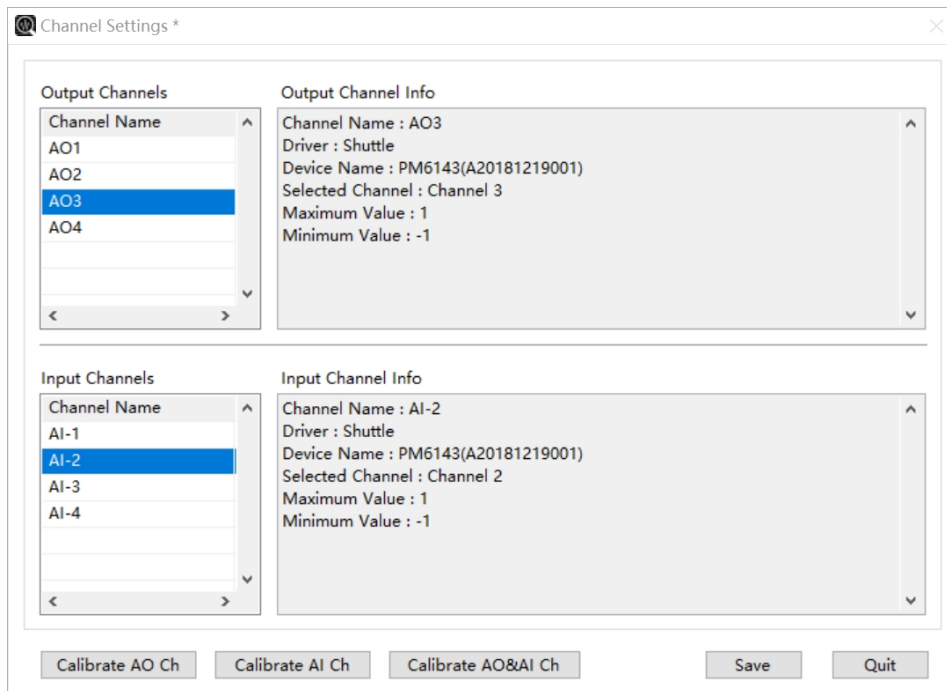 Channel Settings *
Output Channels
Channel Name
AO1
AO2
AO3
AO4
Output Channel Info
Channel Name : AO3
Driver : Shuttle
Device Name : PM6143(A20181219001)
Selected Channel : Channel 3
Maximum Value : 1
Minimum Value : -1
Input Channels
Channel Name
AI-1
AI-2
AI-3
AI-4
Input Channel Info
Channel Name : AI-2
Driver : Shuttle
Device Name : PM6143(A20181219001)
Selected Channel : Channel 2
Maximum Value : 1
Minimum Value : -1
Calibrate AO Ch
Calibrate AI Ch
Calibrate AO&AI Ch
Save
Quit